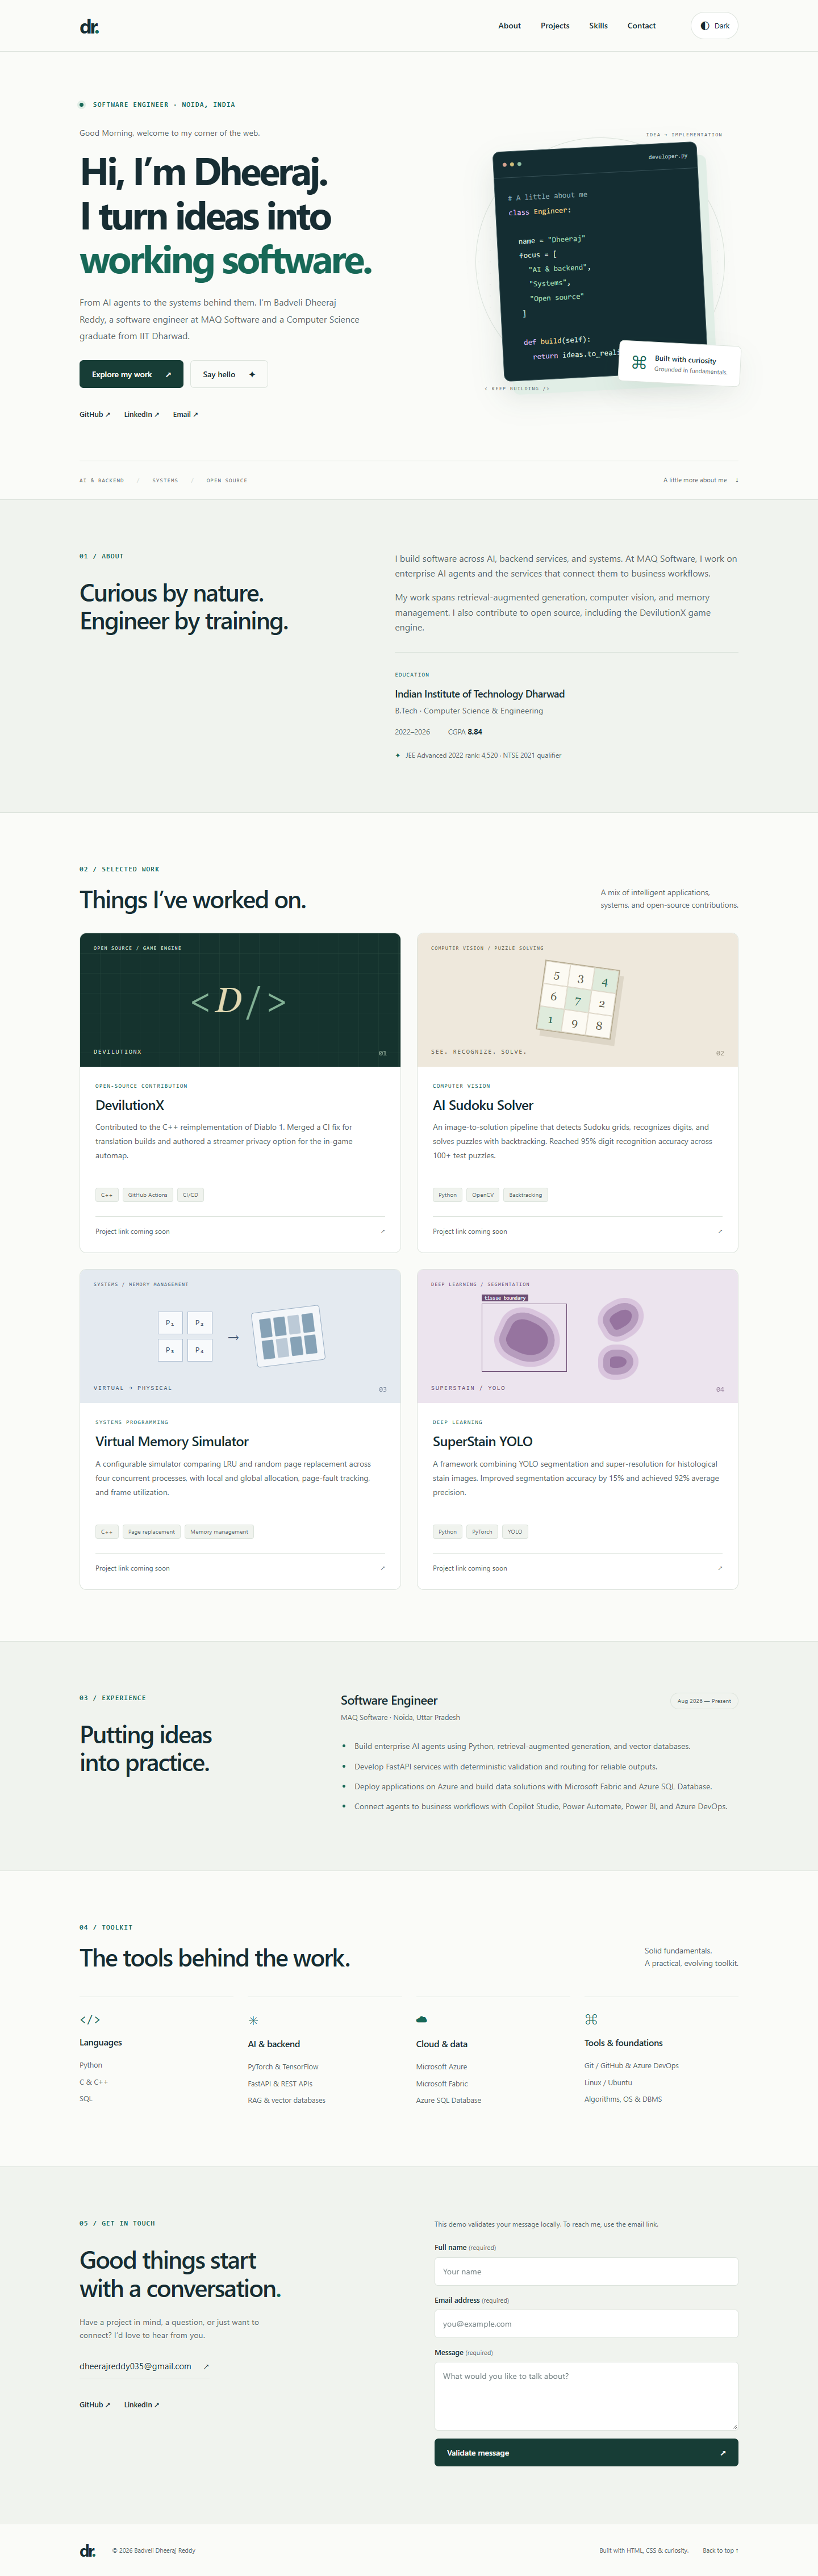 dr.
About Projects Skills Contact Dark
SOFTWARE ENGINEER · NOIDA, INDIA
Good Morning, welcome to my corner of the web.
Hi, I’m Dheeraj.
I turn ideas into
working software.
From AI agents to the systems behind them. I’m Badveli Dheeraj
Reddy, a software engineer at MAQ Software and a Computer Science
graduate from IIT Dharwad.
Explore my work ↗ Say hello ✦
GitHub ↗ LinkedIn ↗ Email ↗
IDEA → IMPLEMENTATION
developer.py
# A little about me
class Engineer:
name = "Dheeraj"
focus = [
"AI & backend",
"Systems",
"Open source"
]
def build(self):
return ideas.to_reali
⌘ Built with curiosity
Grounded in fundamentals.
< KEEP BUILDING />
AI & BACKEND / SYSTEMS / OPEN SOURCE
A little more about me ↓
01 / ABOUT
Curious by nature.
Engineer by training.
I build software across AI, backend services, and systems. At MAQ Software, I work on
enterprise AI agents and the services that connect them to business workflows.
My work spans retrieval-augmented generation, computer vision, and memory
management. I also contribute to open source, including the DevilutionX game
engine.
EDUCATION
Indian Institute of Technology Dharwad
B.Tech · Computer Science & Engineering
2022–2026 CGPA 8.84
✦ JEE Advanced 2022 rank: 4,520 · NTSE 2021 qualifier
02 / SELECTED WORK
Things I’ve worked on.
A mix of intelligent applications,
systems, and open-source contributions.
OPEN SOURCE / GAME ENGINE
<D/>
DEVILUTIONX 01
OPEN-SOURCE CONTRIBUTION
DevilutionX
Contributed to the C++ reimplementation of Diablo 1. Merged a CI fix for
translation builds and authored a streamer privacy option for the in-game
automap.
C++ GitHub Actions CI/CD
Project link coming soon ↗
COMPUTER VISION / PUZZLE SOLVING
5 3 4
6 7 2
1 9 8
SEE. RECOGNIZE. SOLVE. 02
COMPUTER VISION
AI Sudoku Solver
An image-to-solution pipeline that detects Sudoku grids, recognizes digits, and
solves puzzles with backtracking. Reached 95% digit recognition accuracy across
100+ test puzzles.
Python OpenCV Backtracking
Project link coming soon ↗
SYSTEMS / MEMORY MANAGEMENT
P₁ P₂
P₃ P₄
→
VIRTUAL → PHYSICAL 03
SYSTEMS PROGRAMMING
Virtual Memory Simulator
A configurable simulator comparing LRU and random page replacement across
four concurrent processes, with local and global allocation, page-fault tracking,
and frame utilization.
C++ Page replacement Memory management
Project link coming soon ↗
DEEP LEARNING / SEGMENTATION
tissue boundary
SUPERSTAIN / YOLO 04
DEEP LEARNING
SuperStain YOLO
A framework combining YOLO segmentation and super-resolution for histological
stain images. Improved segmentation accuracy by 15% and achieved 92% average
precision.
Python PyTorch YOLO
Project link coming soon ↗
03 / EXPERIENCE
Putting ideas
into practice.
Software Engineer
Aug 2026 — Present
MAQ Software · Noida, Uttar Pradesh
• Build enterprise AI agents using Python, retrieval-augmented generation, and vector databases.
• Develop FastAPI services with deterministic validation and routing for reliable outputs.
• Deploy applications on Azure and build data solutions with Microsoft Fabric and Azure SQL Database.
• Connect agents to business workflows with Copilot Studio, Power Automate, Power BI, and Azure DevOps.
04 / TOOLKIT
The tools behind the work.
Solid fundamentals.
A practical, evolving toolkit.
</>
Languages
Python
C & C++
SQL
✳
AI & backend
PyTorch & TensorFlow
FastAPI & REST APIs
RAG & vector databases
☁
Cloud & data
Microsoft Azure
Microsoft Fabric
Azure SQL Database
⌘
Tools & foundations
Git / GitHub & Azure DevOps
Linux / Ubuntu
Algorithms, OS & DBMS
05 / GET IN TOUCH
Good things start
with a conversation.
Have a project in mind, a question, or just want to
connect? I’d love to hear from you.
dheerajreddy035@gmail.com ↗
GitHub ↗ LinkedIn ↗
This demo validates your message locally. To reach me, use the email link.
Full name (required)
Your name
Email address (required)
you@example.com
Message (required)
What would you like to talk about?
Validate message ↗
dr. © 2026 Badveli Dheeraj Reddy
Built with HTML, CSS & curiosity. Back to top ↑